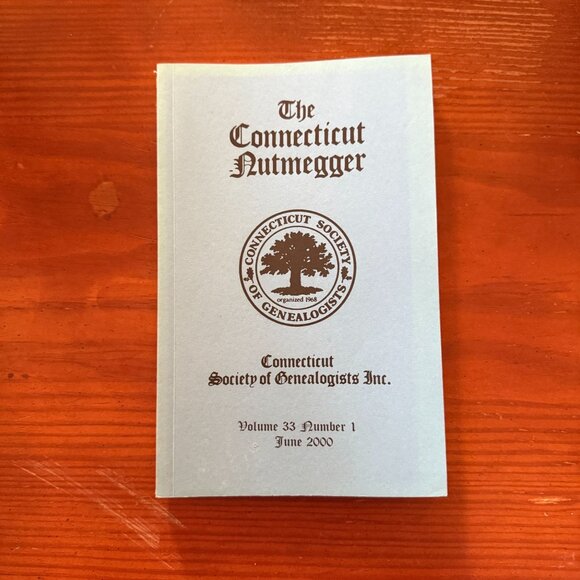 The
Connecticut
Nutmegger
CONNECTICUT SOCIETY
OF GENEALOGISTS
organized 1968
Connecticut
Society of Genealogists Inc.
Volume 33 Number 1
June 2000